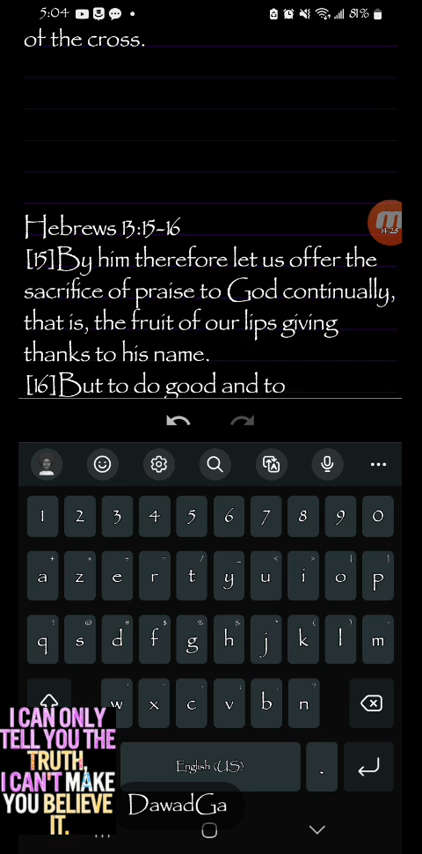 5:04
81%
of the cross.
14:28
Hebrews 13:15-16
[15]By him therefore let us offer the
sacrifice of praise to God continually,
that is, the fruit of our lips giving
thanks to his name.
[16]But to do good and to
1 2 3 4 5 6 7 8 9 0
a z e r t y u i o p
q s d f g h j k l m
w x c v b n
English (US)
.
I CAN ONLY
TELL YOU THE
TRUTH,
I CAN'T MAKE
YOU BELIEVE
IT.
DawadGa